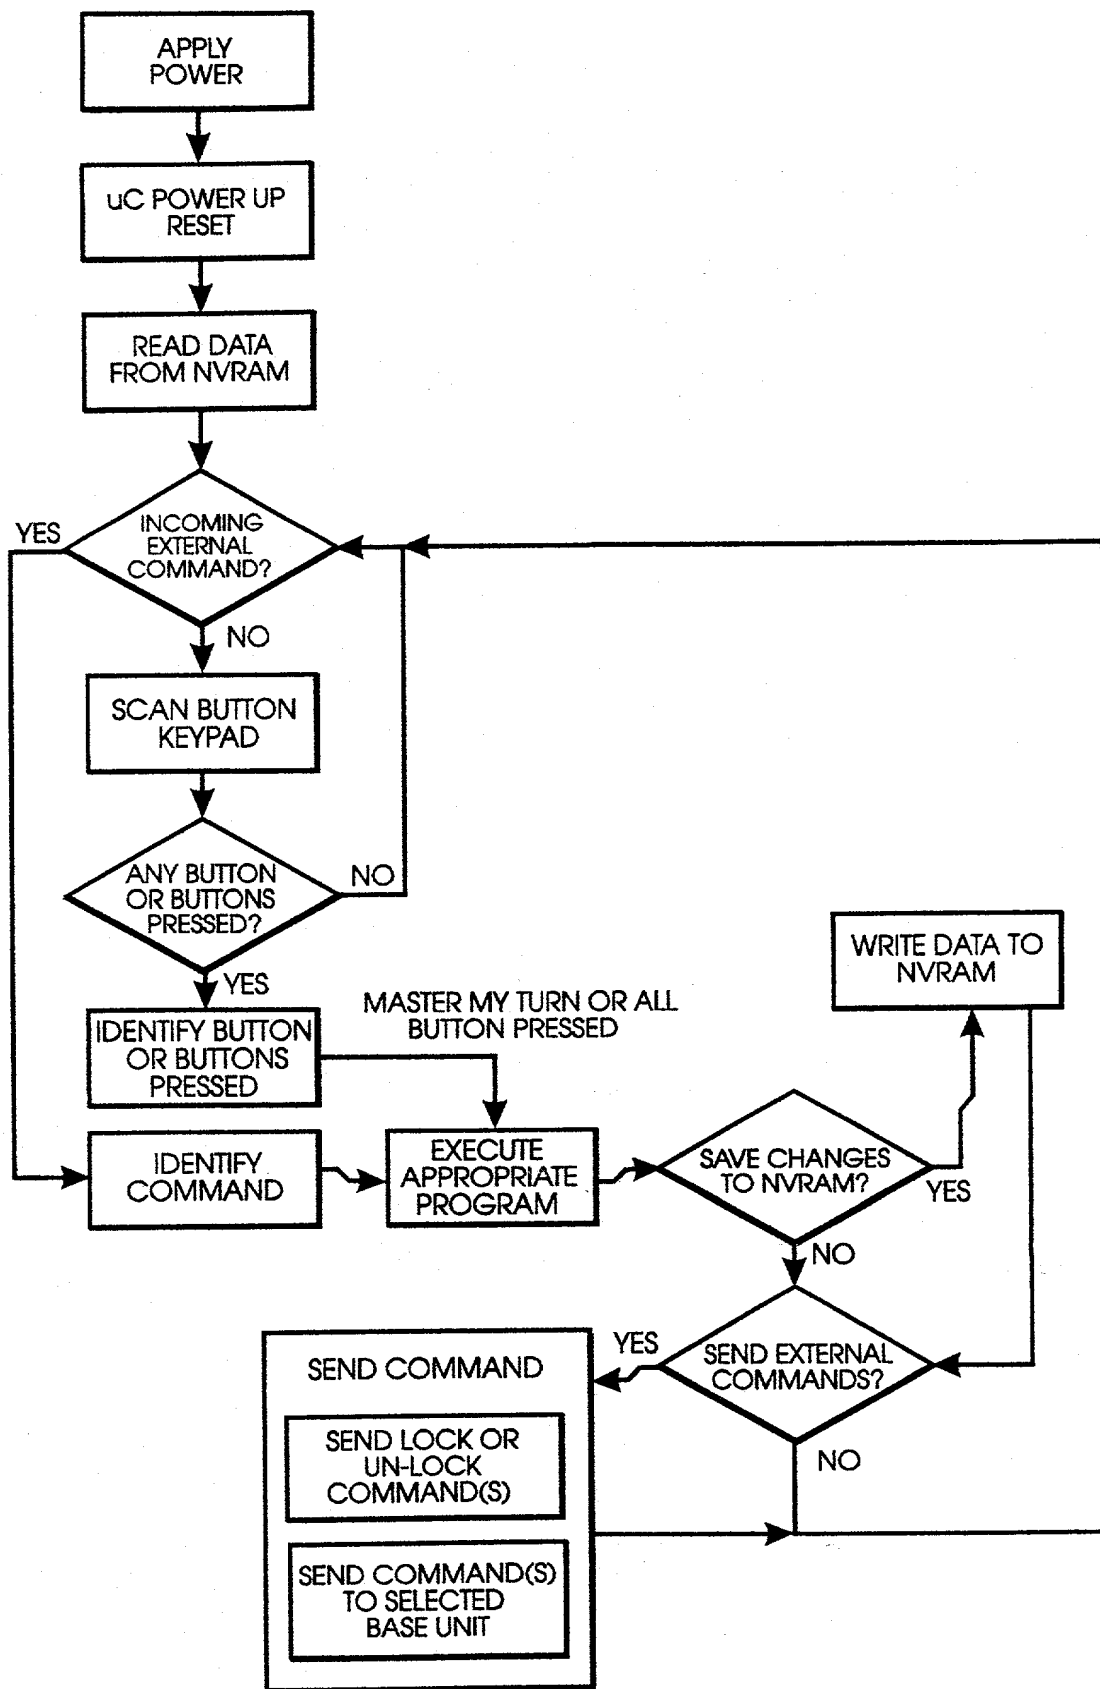 APPLY
POWER
uC POWER UP
RESET
READ DATA
FROM NVRAM
YES
INCOMING
EXTERNAL
COMMAND?
NO
SCAN BUTTON
KEYPAD
ANY BUTTON
OR BUTTONS
PRESSED?
NO
YES
IDENTIFY BUTTON
OR BUTTONS
PRESSED
MASTER MY TURN OR ALL
BUTTON PRESSED
WRITE DATA TO
NVRAM
IDENTIFY
COMMAND
EXECUTE
APPROPRIATE
PROGRAM
SAVE CHANGES
TO NVRAM?
YES
NO
SEND EXTERNAL
COMMANDS?
YES
NO
SEND COMMAND
SEND LOCK OR
UN-LOCK
COMMAND(S)
SEND COMMAND(S)
TO SELECTED
BASE UNIT